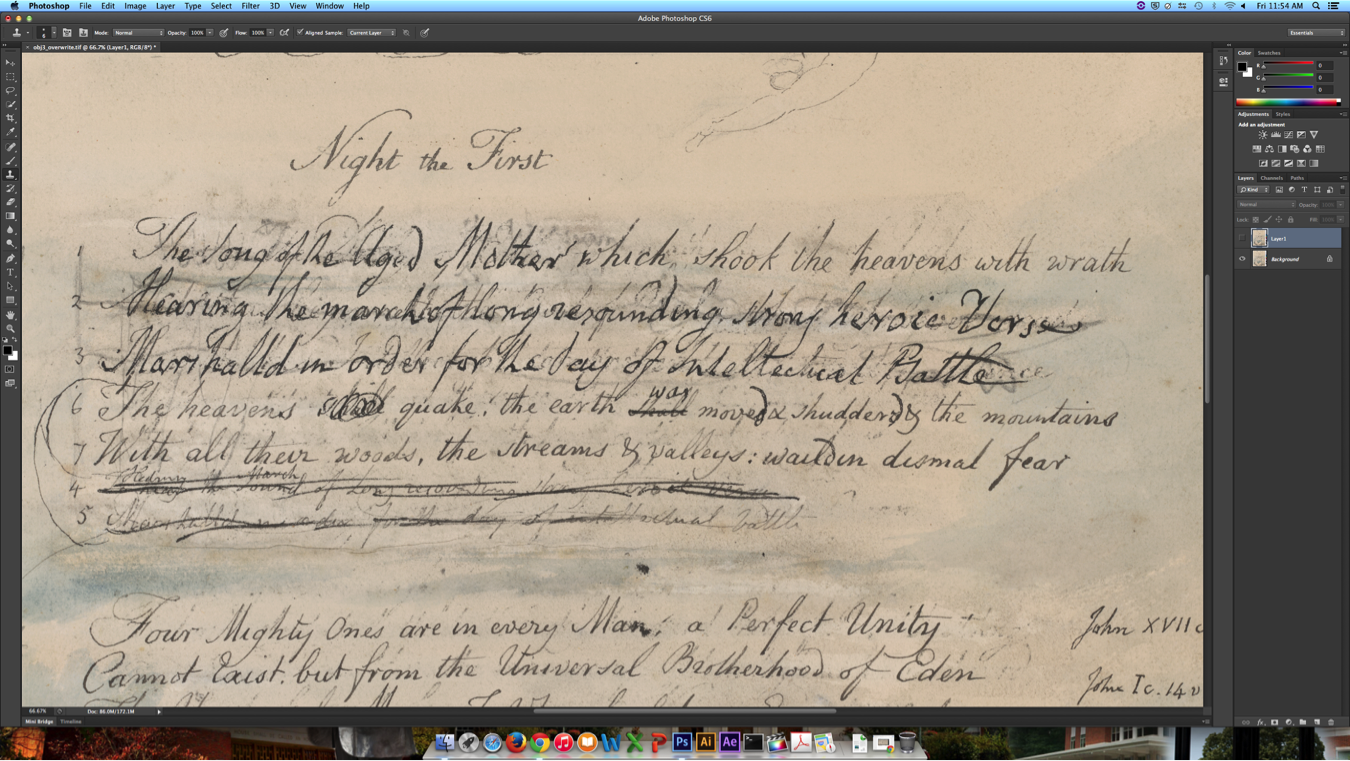 Photoshop File Edit Image Layer Type Select Filter 3D View Window Help Fri 11:54 AM
Adobe Photoshop CS6
Mode: Normal Opacity: 100% Flow: 100% Aligned Sample: Current Layer Essentials
obj3_overwrite.tif @ 66.7% (Layer1, RGB/8*) *
Color Swatches
R 0
G 0
B 0
Adjustments Styles
Add an adjustment
Layers Channels Paths
Kind
Normal Opacity:
Lock: Fill:
Layer1
Background
Night the First
1 The Song of the Aged Mother which shook the heavens with wrath
2 Hearing the march of long resounding strong heroic Verse
3 Marshalld in order for the day of Intellectual Battle
6 The heavens shall quake: the earth was shall moved & shudderd & the mountains
7 With all their woods, the streams & valleys: waild in dismal fear
4 Hearing the March the sound of long resounding strong heroic verse
5 Marshalld in order for the day of intellectual battle
Four Mighty Ones are in every Man; a Perfect Unity John XVII c
Cannot Exist. but from the Universal Brotherhood of Eden
John I c. 14 v
66.67% Doc: 86.0M/172.1M
Mini Bridge Timeline